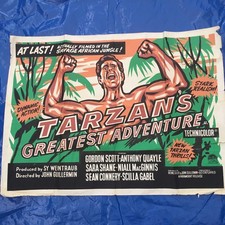 AT LAST! ACTUALLY FILMED IN THE
SAVAGE AFRICAN JUNGLE!
STARK
REALISM!
DYNAMIC
ACTION!
TARZAN'S
GREATEST ADVENTURE
TECHNICOLOR
GORDON SCOTT·ANTHONY QUAYLE
SARA SHANE·NIALL MACGINNIS
SEAN CONNERY·SCILLA GABEL
NEW
TARZAN
THRILLS!
Produced by SY WEINTRAUB
Directed by JOHN GUILLERMIN